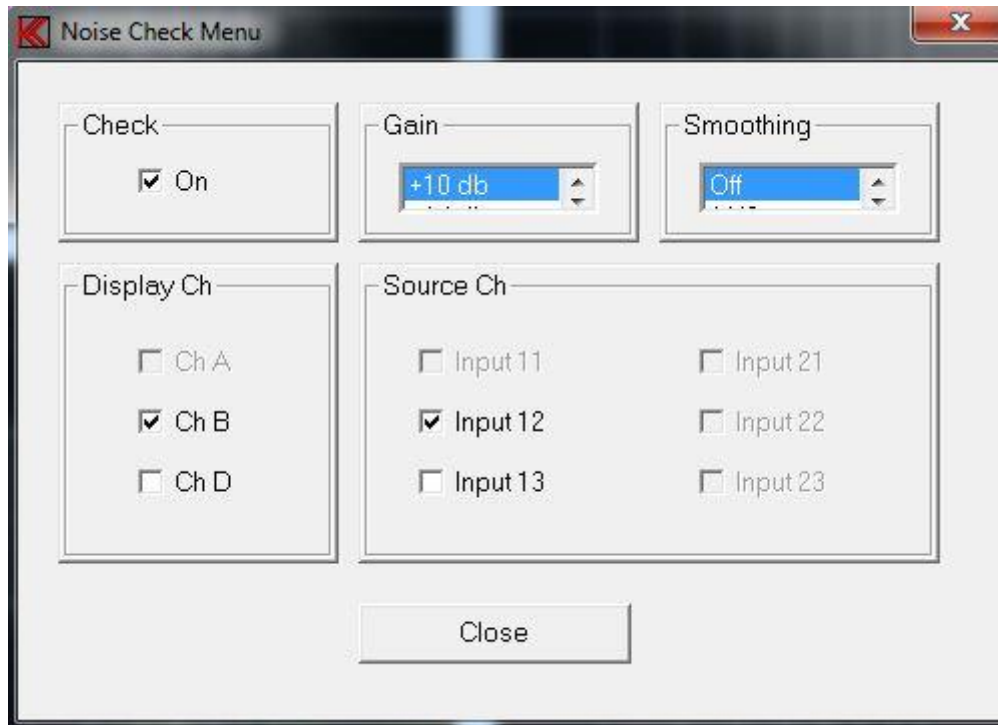 Noise Check Menu
Check
On
Gain
+10 db
Smoothing
Off
Display Ch
Ch A
Ch B
Ch D
Source Ch
Input 11
Input 12
Input 13
Input 21
Input 22
Input 23
Close